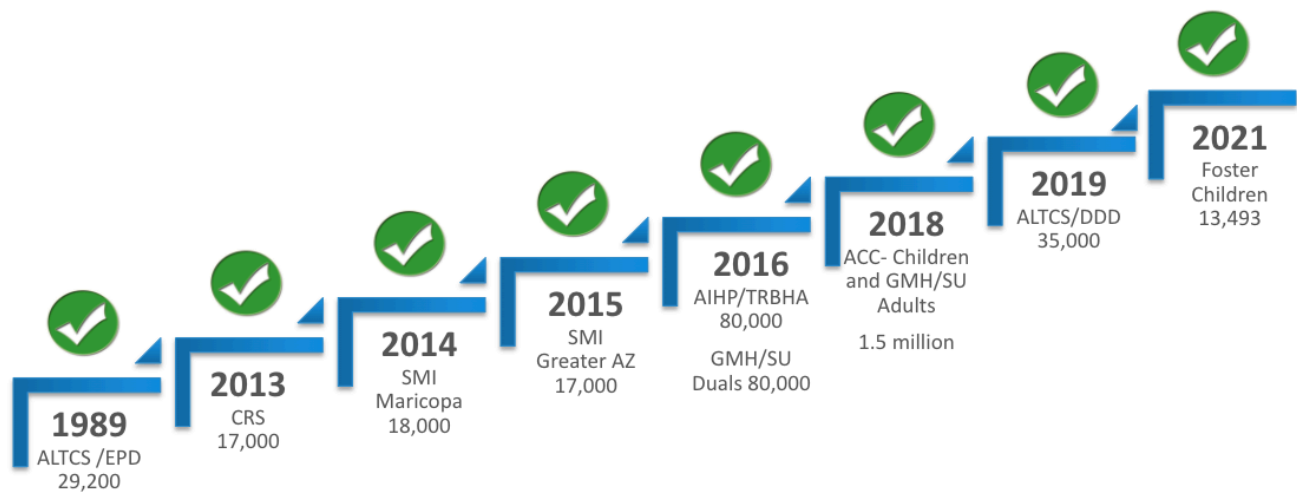 1989
ALTCS /EPD
29,200
2013
CRS
17,000
2014
SMI
Maricopa
18,000
2015
SMI
Greater AZ
17,000
2016
AIHP/TRBHA
80,000
GMH/SU
Duals 80,000
2018
ACC- Children
and GMH/SU
Adults
1.5 million
2019
ALTCS/DDD
35,000
2021
Foster
Children
13,493